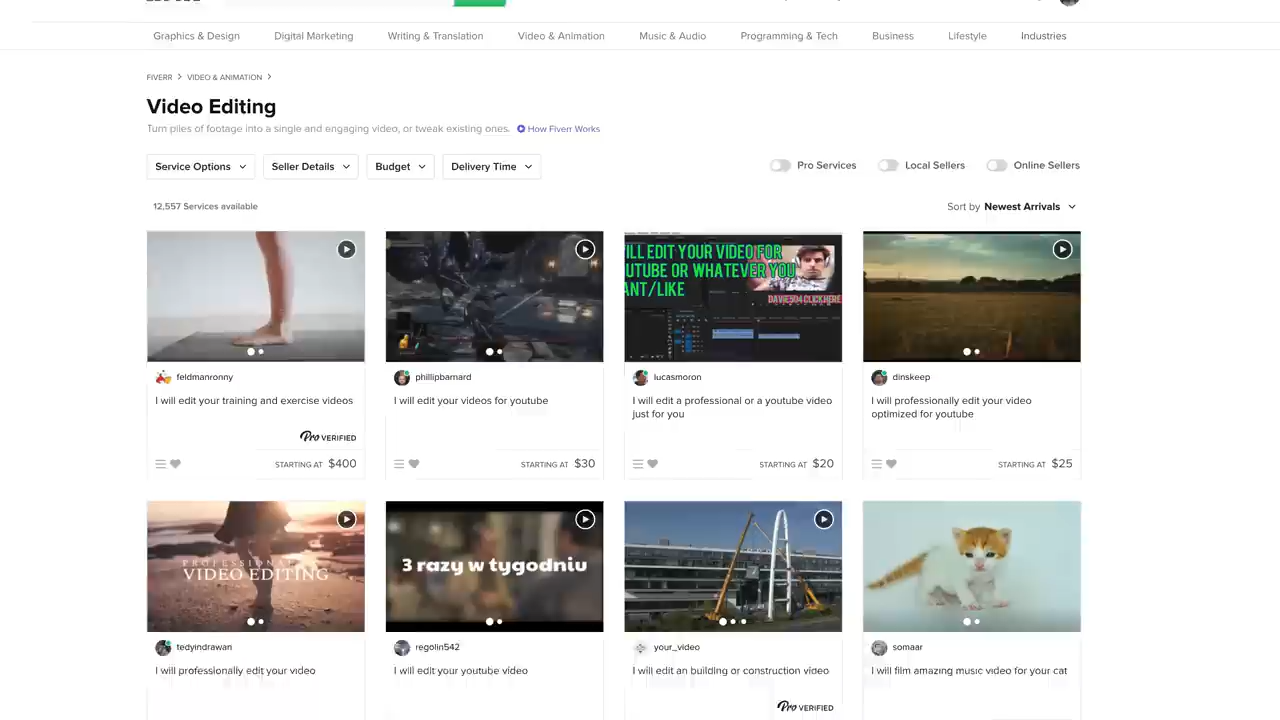 Graphics & Design Digital Marketing Writing & Translation Video & Animation Music & Audio Programming & Tech Business Lifestyle Industries
FIVERR > VIDEO & ANIMATION >
Video Editing
Turn piles of footage into a single and engaging video, or tweak existing ones. How Fiverr Works
Service Options Seller Details Budget Delivery Time Pro Services Local Sellers Online Sellers
12,557 Services available Sort by Newest Arrivals
ILL EDIT YOUR VIDEO FOR
UTUBE OR WHATEVER YOU
ANT/LIKE
DAVIE504 CLICK HERE
feldmanronny phillipbarnard lucasmoron dinskeep
I will edit your training and exercise videos I will edit your videos for youtube I will edit a professional or a youtube video I will professionally edit your video
just for you optimized for youtube
Pro VERIFIED
STARTING AT $400 STARTING AT $30 STARTING AT $20 STARTING AT $25
PROFESSIONAL
VIDEO EDITING
3 razy w tygodniu
tedyindrawan regolin542 your_video somaar
I will professionally edit your video I will edit your youtube video I will edit an building or construction video I will film amazing music video for your cat
Pro VERIFIED